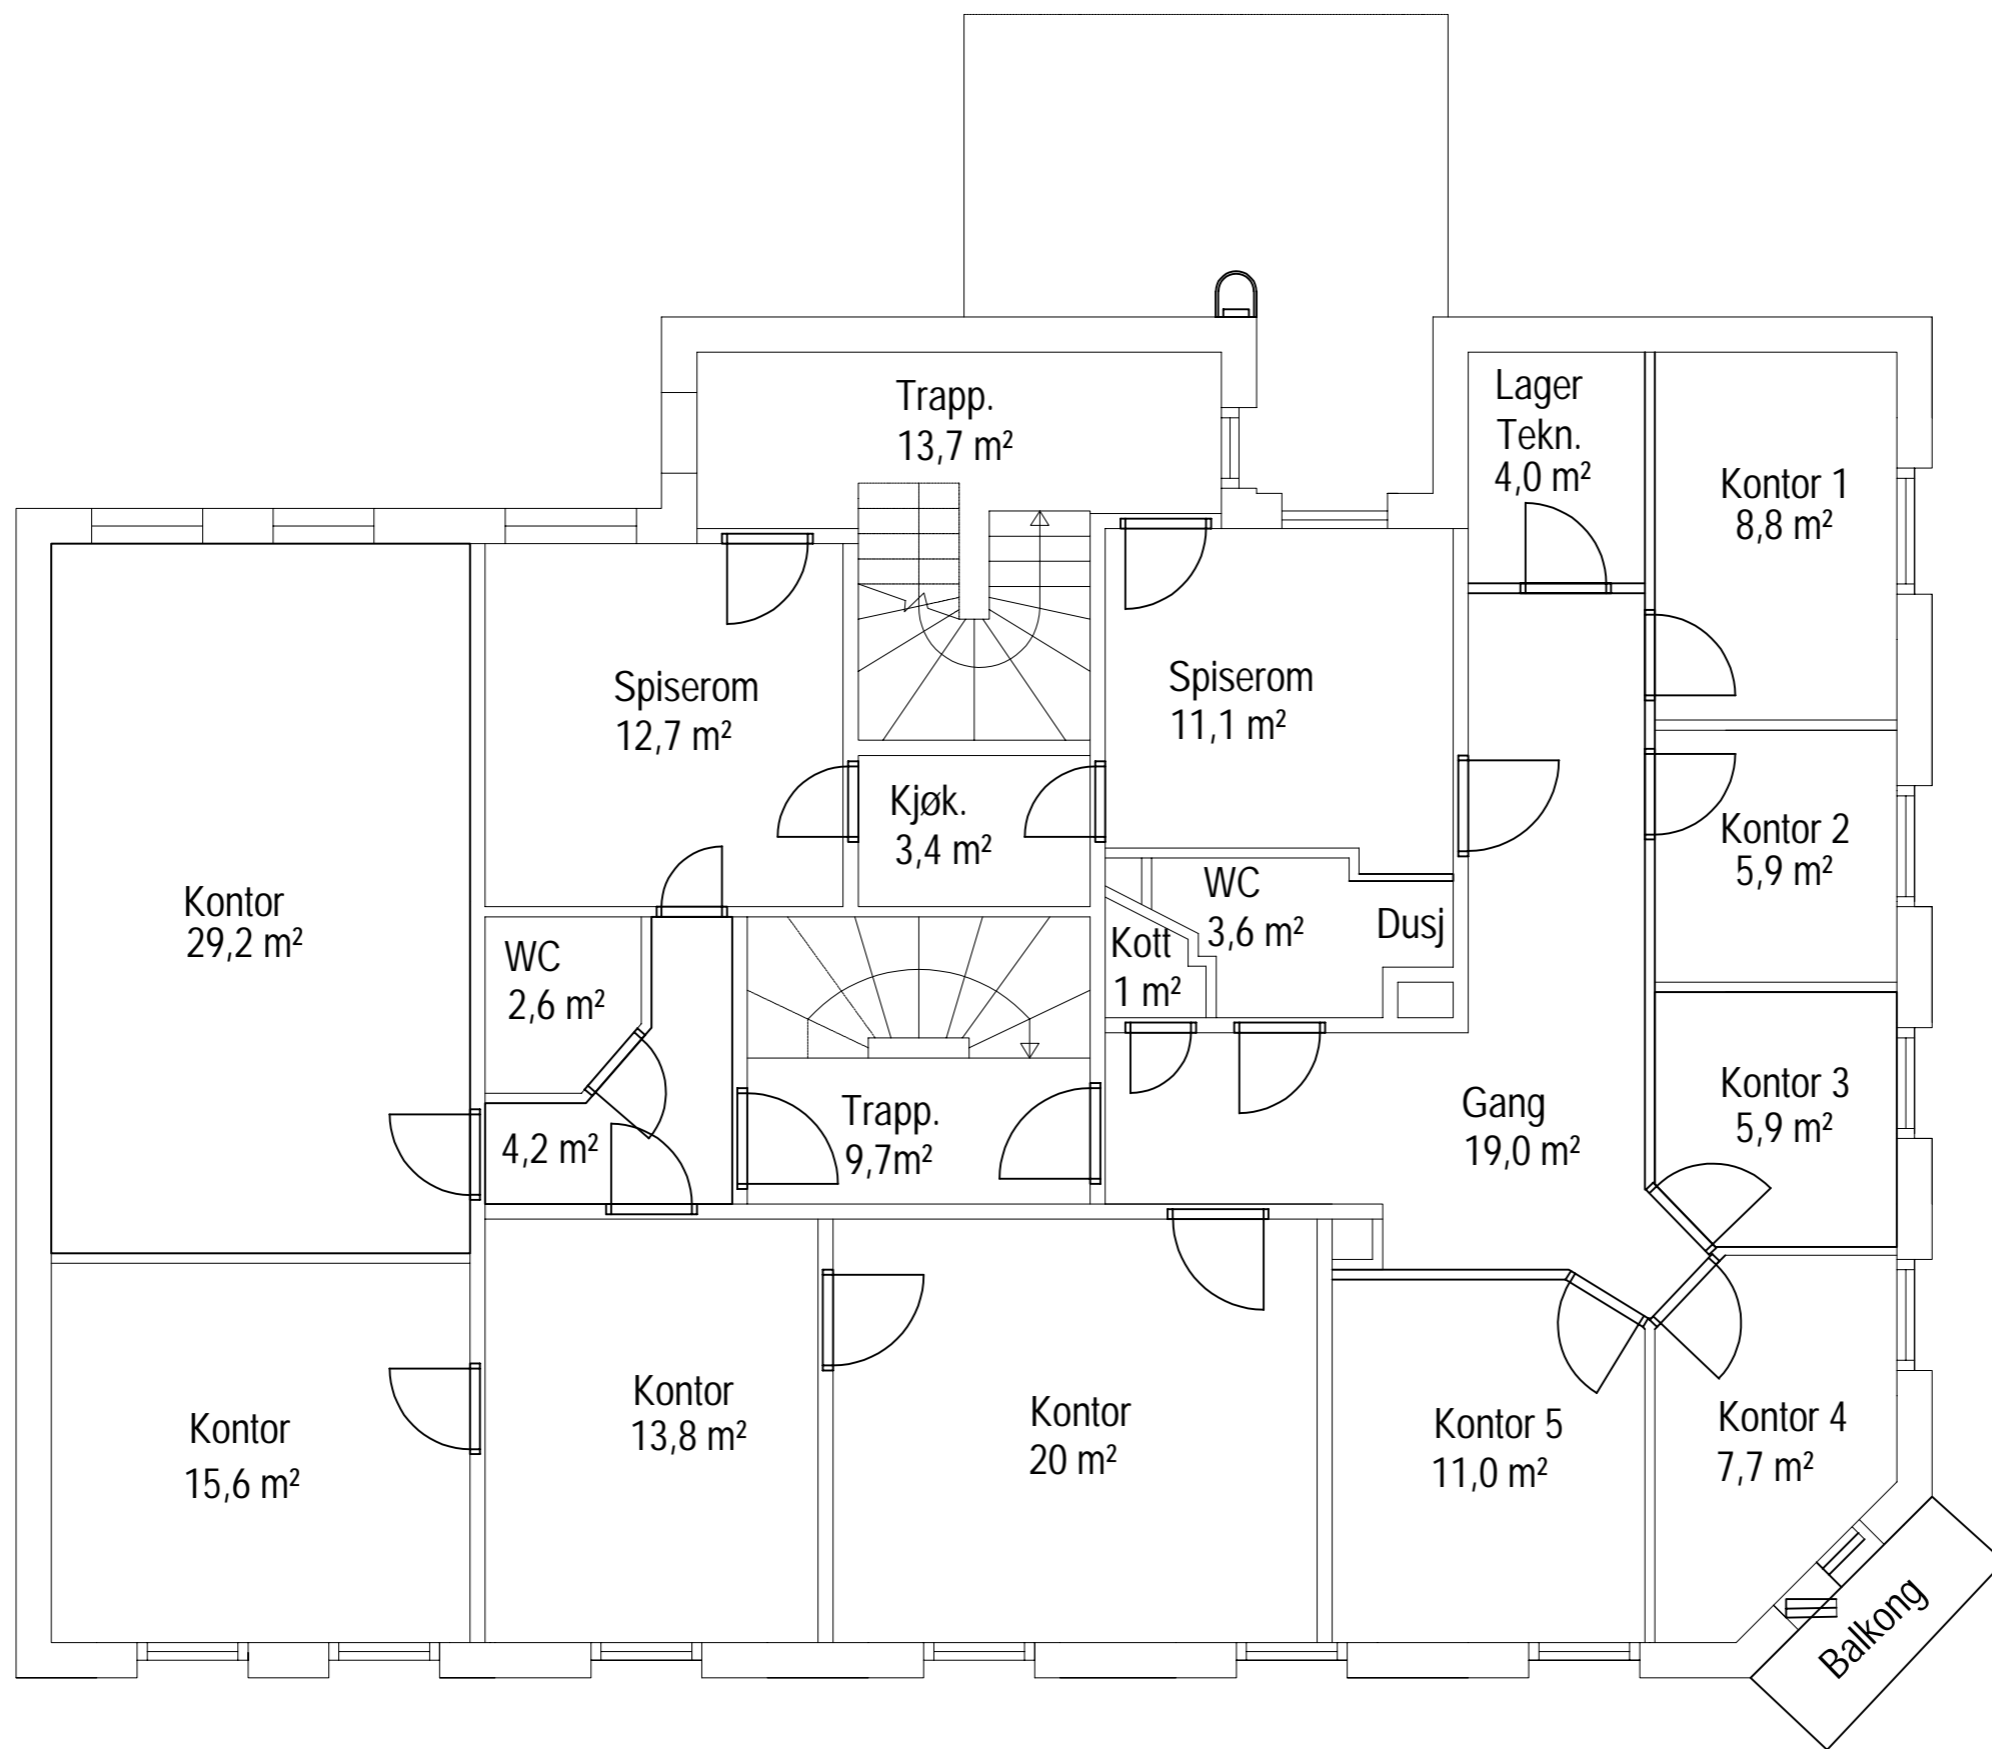 Trapp.
13,7 m²
Lager
Tekn.
4,0 m²
Kontor 1
8,8 m²
Spiserom
12,7 m²
Spiserom
11,1 m²
Kjøk.
3,4 m²
Kontor 2
5,9 m²
Kontor
29,2 m²
WC
3,6 m²
Dusj
Kott
1 m²
WC
2,6 m²
4,2 m²
Trapp.
9,7m²
Gang
19,0 m²
Kontor 3
5,9 m²
Kontor
15,6 m²
Kontor
13,8 m²
Kontor
20 m²
Kontor 5
11,0 m²
Kontor 4
7,7 m²
Balkong